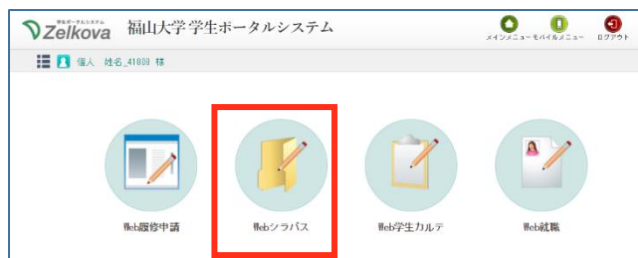 学生ポータルシステム
Zelkova
福山大学 学生ポータルシステム
メインメニュー モバイルメニュー ログアウト
個人 姓名_41803 様
Web履修申請 Webシラバス Web学生カルテ Web就職